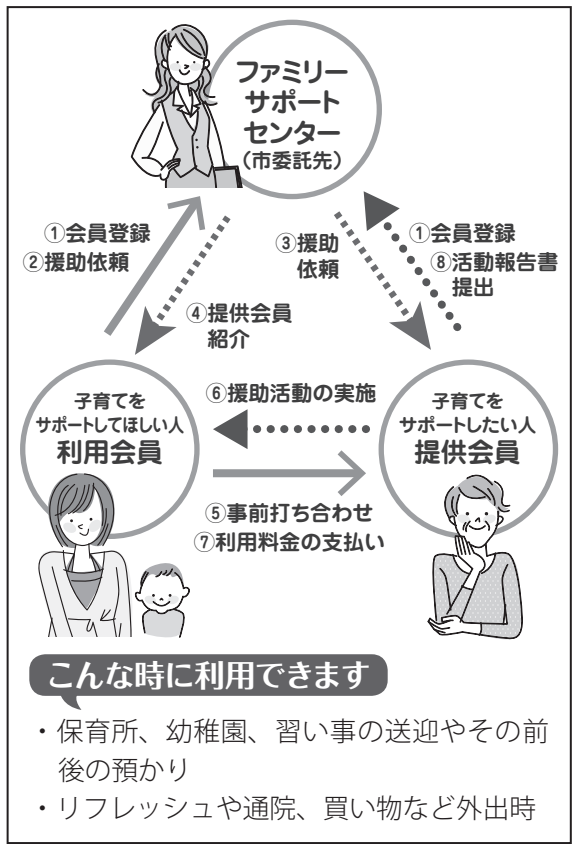 ファミリー
サポート
センター
（市委託先）
①会員登録
②援助依頼
③援助
依頼
①会員登録
⑧活動報告書
提出
④提供会員
紹介
子育てを
サポートしてほしい人
利用会員
⑥援助活動の実施
子育てを
サポートしたい人
提供会員
⑤事前打ち合わせ
⑦利用料金の支払い
こんな時に利用できます
・保育所、幼稚園、習い事の送迎やその前
後の預かり
・リフレッシュや通院、買い物など外出時